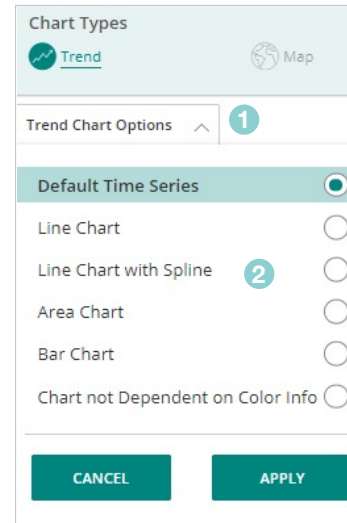 Chart Types
Trend Map
Trend Chart Options 1
Default Time Series
Line Chart
Line Chart with Spline 2
Area Chart
Bar Chart
Chart not Dependent on Color Info
CANCEL APPLY